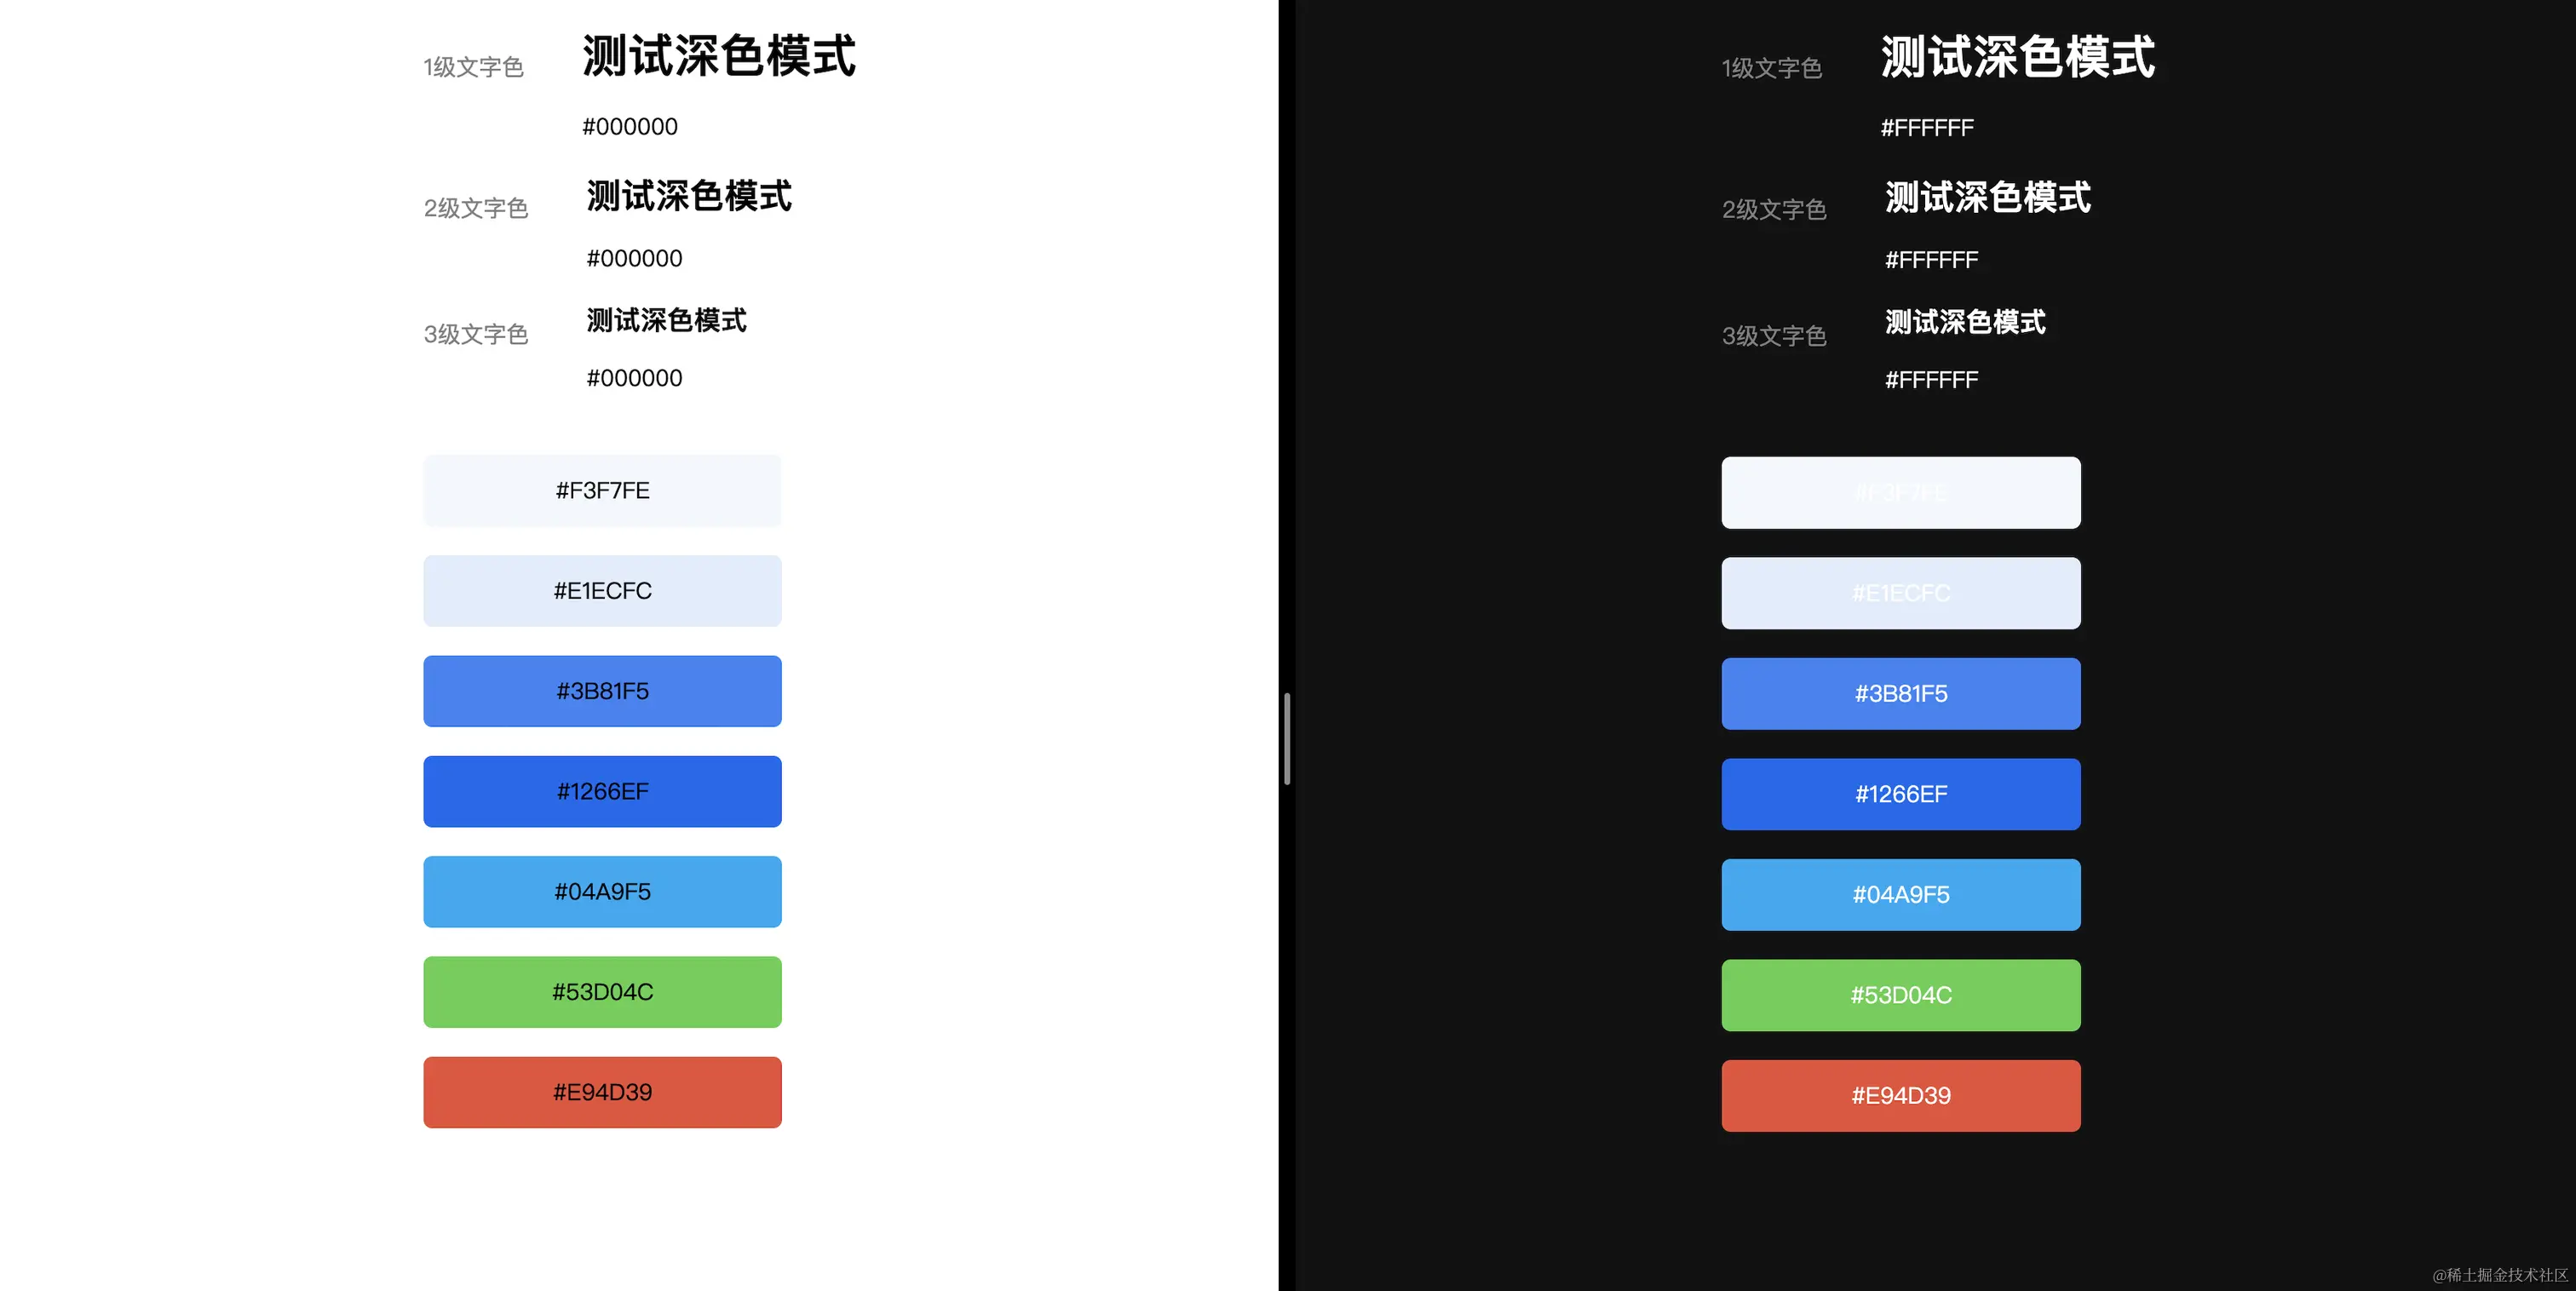 1级文字色 测试深色模式
#000000
2级文字色 测试深色模式
#000000
3级文字色 测试深色模式
#000000
#F3F7FE
#E1ECFC
#3B81F5
#1266EF
#04A9F5
#53D04C
#E94D39
1级文字色 测试深色模式
#FFFFFF
2级文字色 测试深色模式
#FFFFFF
3级文字色 测试深色模式
#FFFFFF
#F3F7FE
#E1ECFC
#3B81F5
#1266EF
#04A9F5
#53D04C
#E94D39
@稀土掘金技术社区